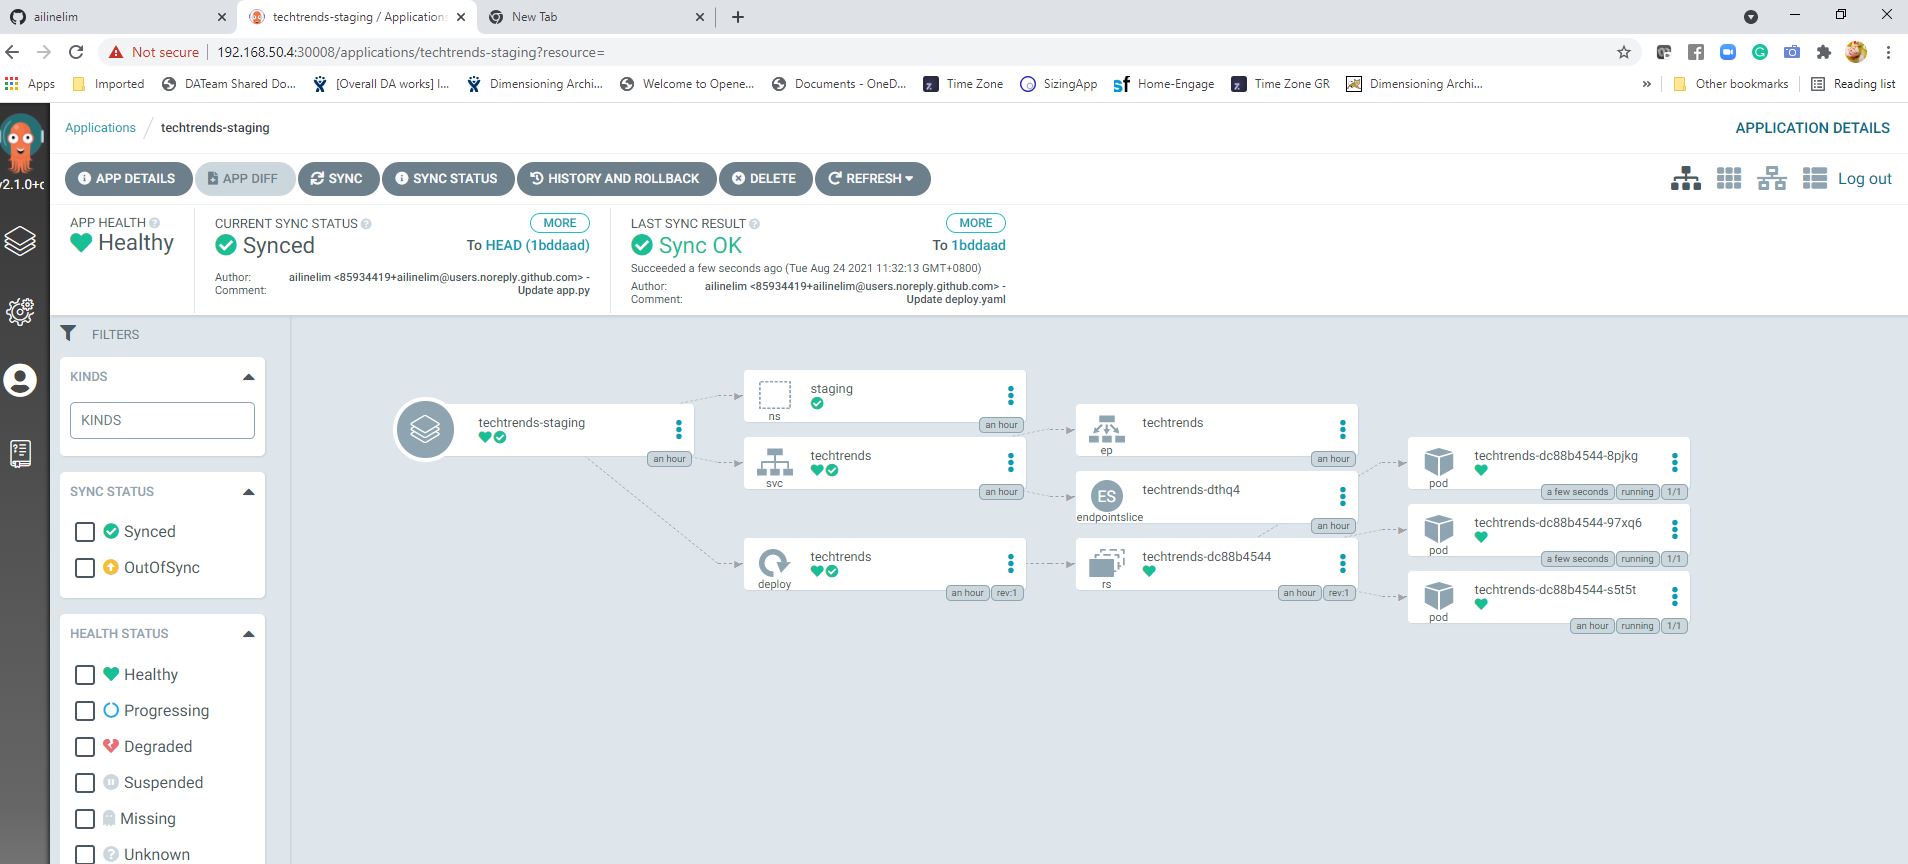 ailinelim
techtrends-staging / Applications
New Tab
Not secure
192.168.50.4:30008/applications/techtrends-staging?resource=
Apps
Imported
DATeam Shared Do...
[Overall DA works] I...
Dimensioning Archi...
Welcome to Opene...
Documents - OneD...
Time Zone
SizingApp
Home-Engage
Time Zone GR
Dimensioning Archi...
»
Other bookmarks
Reading list
Applications / techtrends-staging
APPLICATION DETAILS
APP DETAILS
APP DIFF
SYNC
SYNC STATUS
HISTORY AND ROLLBACK
DELETE
REFRESH
Log out
APP HEALTH
Healthy
CURRENT SYNC STATUS
MORE
Synced
To HEAD (1bddaad)
Author: ailinelim <85934419+ailinelim@users.noreply.github.com> -
Comment: Update app.py
LAST SYNC RESULT
MORE
Sync OK
To 1bddaad
Succeeded a few seconds ago (Tue Aug 24 2021 11:32:13 GMT+0800)
Author: ailinelim <85934419+ailinelim@users.noreply.github.com> -
Comment: Update deploy.yaml
FILTERS
KINDS
KINDS
SYNC STATUS
Synced
OutOfSync
HEALTH STATUS
Healthy
Progressing
Degraded
Suspended
Missing
Unknown
techtrends-staging
an hour
staging
ns
an hour
techtrends
svc
an hour
techtrends
deploy
an hour
rev:1
techtrends
ep
an hour
ES
techtrends-dthq4
endpointslice
an hour
techtrends-dc88b4544
rs
an hour
rev:1
techtrends-dc88b4544-8pjkg
pod
a few seconds
running
1/1
techtrends-dc88b4544-97xq6
pod
a few seconds
running
1/1
techtrends-dc88b4544-s5t5t
pod
an hour
running
1/1